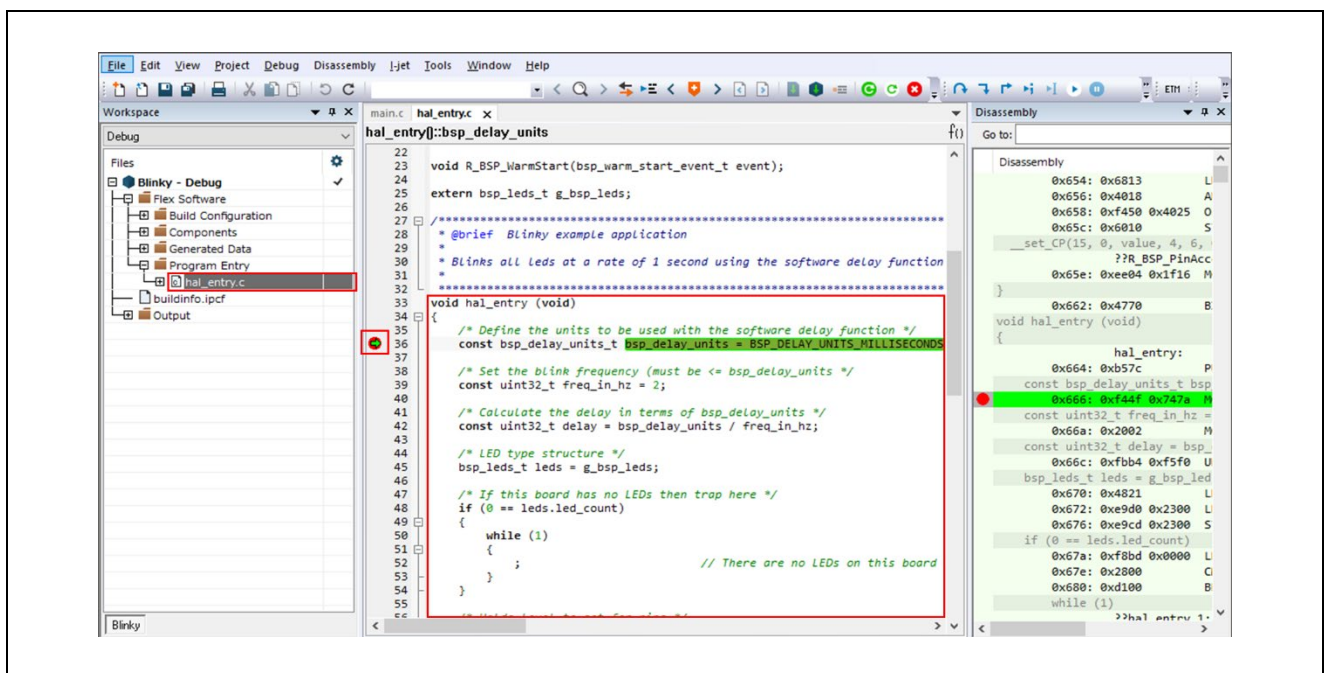 File Edit View Project Debug Disassembly I-jet Tools Window Help
ETM
Workspace
Debug
Files
Blinky - Debug
Flex Software
Build Configuration
Components
Generated Data
Program Entry
hal_entry.c
buildinfo.ipcf
Output
Blinky
main.c hal_entry.c x
hal_entry()::bsp_delay_units
f()
22
23 void R_BSP_WarmStart(bsp_warm_start_event_t event);
24
25 extern bsp_leds_t g_bsp_leds;
26
27 /*************************************************************************
28 * @brief Blinky example application
29 *
30 * Blinks all leds at a rate of 1 second using the software delay function
31 *
32 *************************************************************************
33 void hal_entry (void)
34 {
35 /* Define the units to be used with the software delay function */
36 const bsp_delay_units_t bsp_delay_units = BSP_DELAY_UNITS_MILLISECONDS
37
38 /* Set the blink frequency (must be <= bsp_delay_units */
39 const uint32_t freq_in_hz = 2;
40
41 /* Calculate the delay in terms of bsp_delay_units */
42 const uint32_t delay = bsp_delay_units / freq_in_hz;
43
44 /* LED type structure */
45 bsp_leds_t leds = g_bsp_leds;
46
47 /* If this board has no LEDs then trap here */
48 if (0 == leds.led_count)
49 {
50 while (1)
51 {
52 ; // There are no LEDs on this board
53 }
54 }
55
Disassembly
Go to:
Disassembly
0x654: 0x6813
0x656: 0x4018
0x658: 0xf450 0x4025
0x65c: 0x6010
__set_CP(15, 0, value, 4, 6,
??R_BSP_PinAcc
0x65e: 0xee04 0x1f16
}
0x662: 0x4770
void hal_entry (void)
{
hal_entry:
0x664: 0xb57c
const bsp_delay_units_t bsp
0x666: 0xf44f 0x747a
const uint32_t freq_in_hz =
0x66a: 0x2002
const uint32_t delay = bsp_
0x66c: 0xfbb4 0xf5f0
bsp_leds_t leds = g_bsp_led
0x670: 0x4821
0x672: 0xe9d0 0x2300
0x676: 0xe9cd 0x2300
if (0 == leds.led_count)
0x67a: 0xf8bd 0x0000
0x67e: 0x2800
0x680: 0xd100
while (1)
??hal_entry_1: